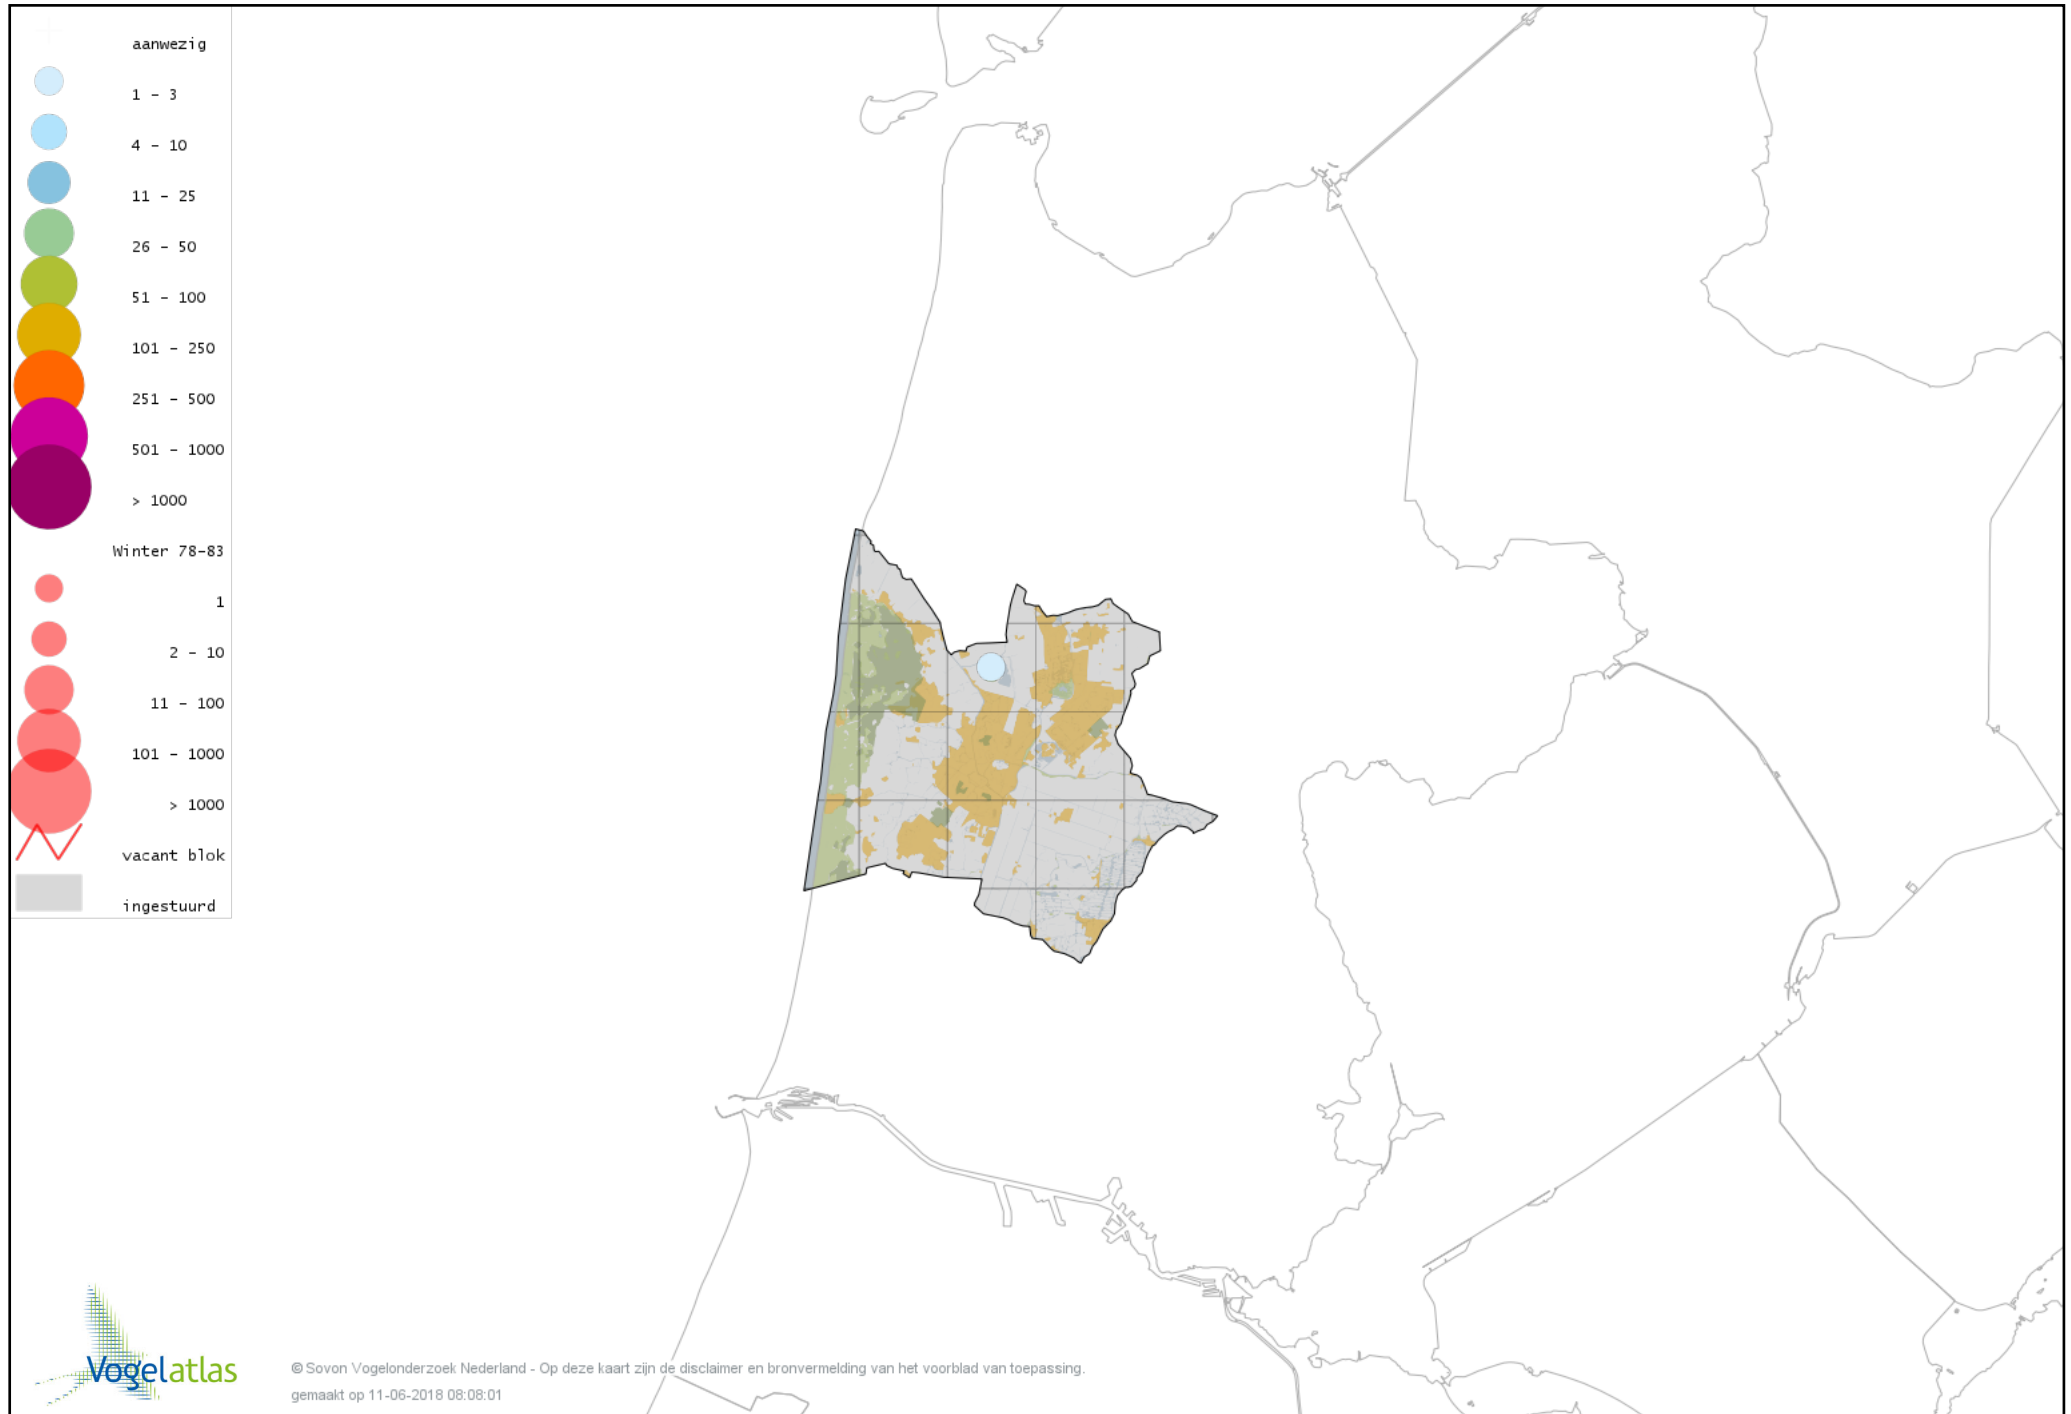 aanwezig
1 - 3
4 - 10
11 - 25
26 - 50
51 - 100
101 - 250
251 - 500
501 - 1000
> 1000
Winter 78-83
1
2 - 10
11 - 100
101 - 1000
> 1000
vacant blok
ingestuurd
Vogelatlas
© Sovon Vogelonderzoek Nederland - Op deze kaart zijn de disclaimer en bronvermelding van het voorblad van toepassing.
gemaakt op 11-06-2018 08:08:01